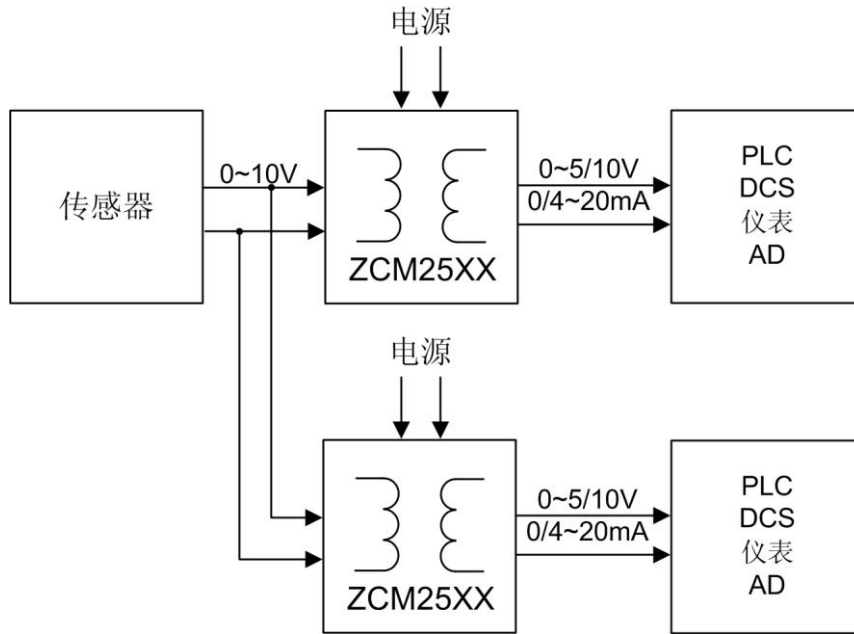 电源
传感器
0~10V
ZCM25XX
0~5/10V
0/4~20mA
PLC
DCS
仪表
AD
电源
ZCM25XX
0~5/10V
0/4~20mA
PLC
DCS
仪表
AD